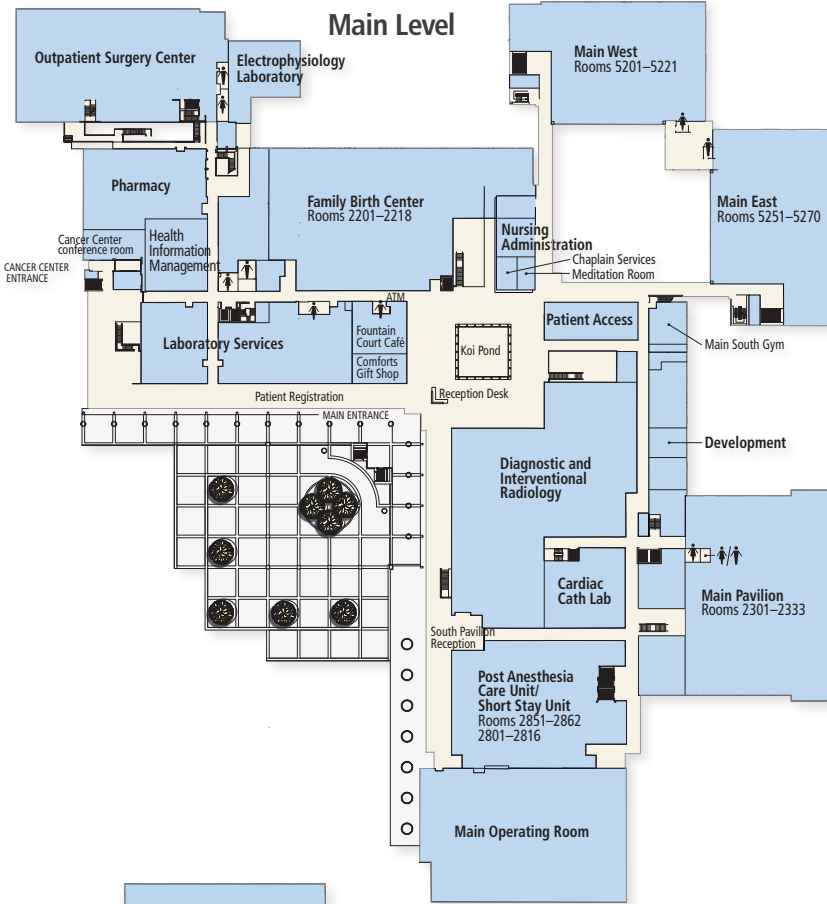 Main Level
Outpatient Surgery Center
Electrophysiology
Laboratory
Main West
Rooms 5201–5221
Pharmacy
Family Birth Center
Rooms 2201–2218
Main East
Rooms 5251–5270
Nursing
Administration
Chaplain Services
Meditation Room
Cancer Center
conference room
Health
Information
Management
CANCER CENTER
ENTRANCE
ATM
Laboratory Services
Fountain
Court Café
Comforts
Gift Shop
Koi Pond
Patient Access
Main South Gym
Patient Registration
Reception Desk
MAIN ENTRANCE
Development
Diagnostic and
Interventional
Radiology
Cardiac
Cath Lab
Main Pavilion
Rooms 2301–2333
South Pavilion
Reception
Post Anesthesia
Care Unit/
Short Stay Unit
Rooms 2851–2862
2801–2816
Main Operating Room